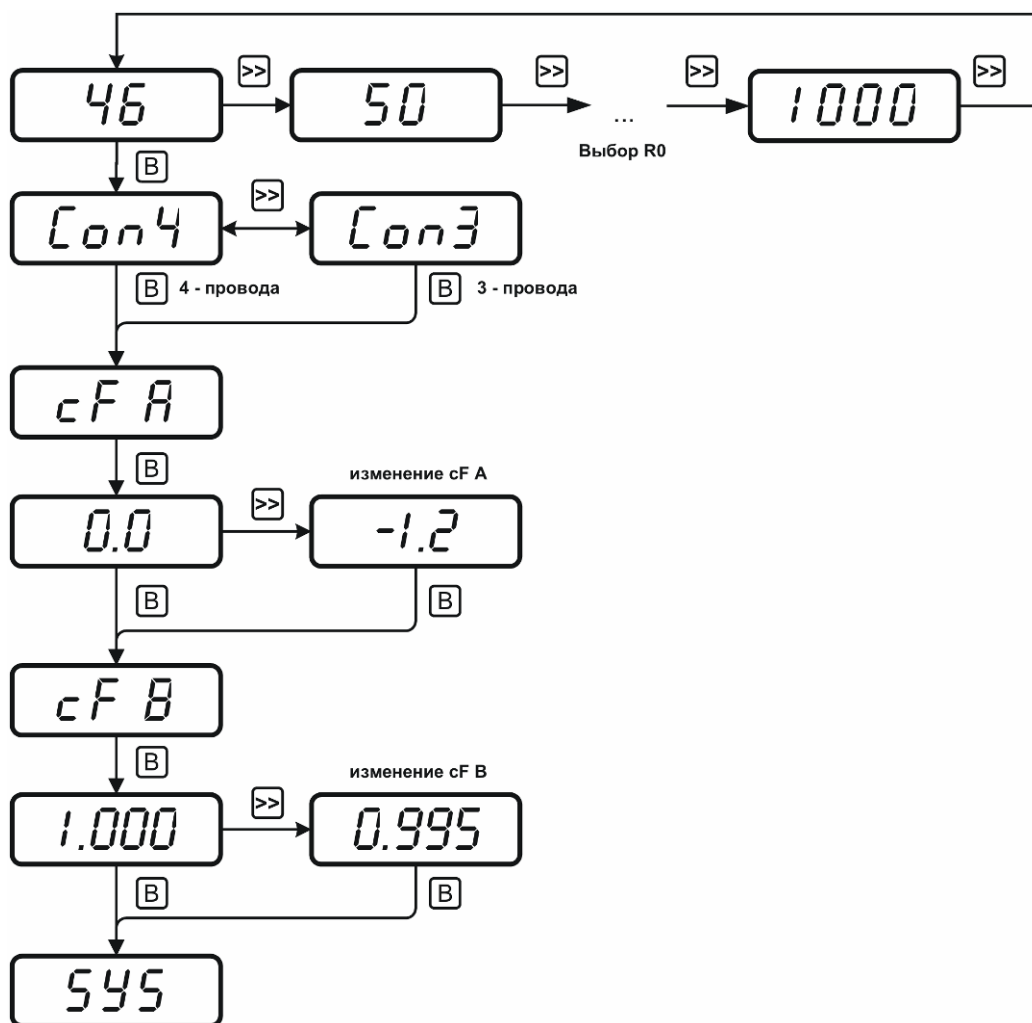 >> >> >> >>
46 50 ... 1000
Выбор R0
B
>>
Con4 Con3
B 4 - провода B 3 - провода
cF A
B изменение cF A
>>
0.0 -1.2
B B
cF B
B изменение cF B
>>
1.000 0.995
B B
SYS